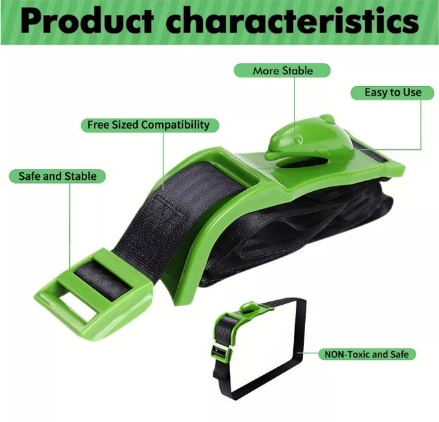 Product characteristics
More Stable
Easy to Use
Free Sized Compatibility
Safe and Stable
NON-Toxic and Safe